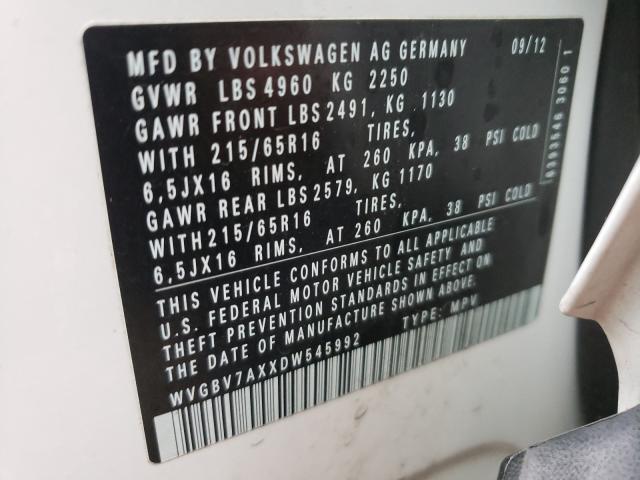 MFD BY VOLKSWAGEN AG GERMANY 09/12
GVWR LBS 4960 KG 2250
GAWR FRONT LBS 2491, KG 1130
WITH 215/65R16 TIRES,
6,5JX16 RIMS, AT 260 KPA, 38 PSI COLD
GAWR REAR LBS 2579, KG 1170
WITH 215/65R16 TIRES,
6,5JX16 RIMS, AT 260 KPA, 38 PSI COLD
THIS VEHICLE CONFORMS TO ALL APPLICABLE
U.S. FEDERAL MOTOR VEHICLE SAFETY AND
THEFT PREVENTION STANDARDS IN EFFECT ON
THE DATE OF MANUFACTURE SHOWN ABOVE.
WVGBV7AXXDW545992 TYPE: MPV